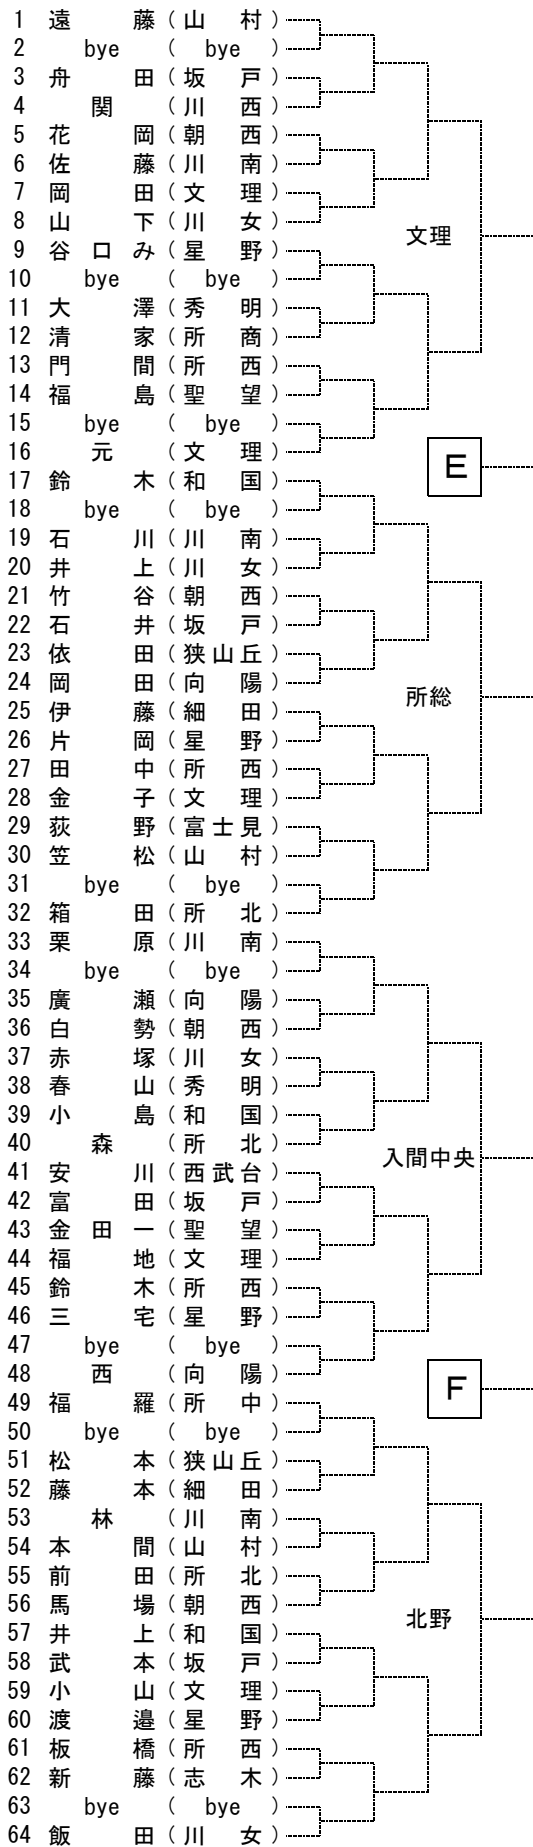 1 遠藤(山村)
2 bye(bye)
3 舟田(坂戸)
4 関(川西)
5 花岡(朝西)
6 佐藤(川南)
7 岡田(文理)
8 山下(川女)
文理
9 谷口み(星野)
10 bye(bye)
11 大澤(秀明)
12 清家(所商)
13 門間(所西)
14 福島(聖望)
15 bye(bye)
16 元(文理)
E
17 鈴木(和国)
18 bye(bye)
19 石川(川南)
20 井上(川女)
21 竹谷(朝西)
22 石井(坂戸)
23 依田(狭山丘)
24 岡田(向陽)
所総
25 伊藤(細田)
26 片岡(星野)
27 田中(所西)
28 金子(文理)
29 荻野(富士見)
30 笠松(山村)
31 bye(bye)
32 箱田(所北)
33 栗原(川南)
34 bye(bye)
35 廣瀬(向陽)
36 白勢(朝西)
37 赤塚(川女)
38 春山(秀明)
39 小島(和国)
40 森(所北)
入間中央
41 安川(西武台)
42 富田(坂戸)
43 金田一(聖望)
44 福地(文理)
45 鈴木(所西)
46 三宅(星野)
47 bye(bye)
48 西(向陽)
F
49 福羅(所中)
50 bye(bye)
51 松本(狭山丘)
52 藤本(細田)
53 林(川南)
54 本間(山村)
55 前田(所北)
56 馬場(朝西)
北野
57 井上(和国)
58 武本(坂戸)
59 小山(文理)
60 渡邉(星野)
61 板橋(所西)
62 新藤(志木)
63 bye(bye)
64 飯田(川女)